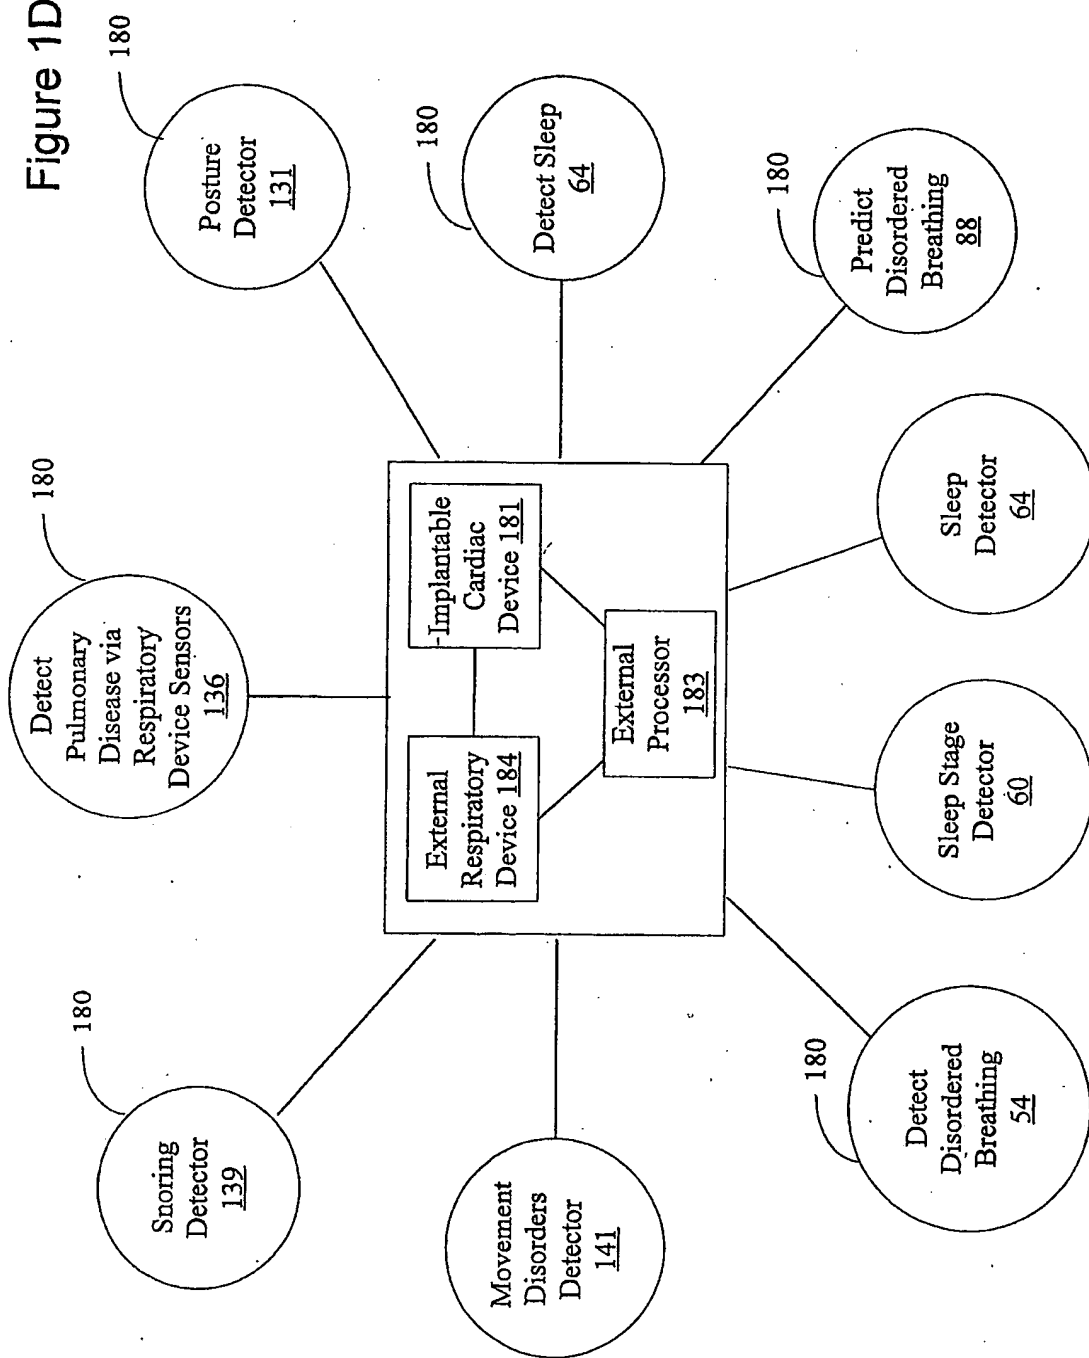 Figure 1D
180
Snoring
Detector
139
180
Detect
Pulmonary
Disease via
Respiratory
Device Sensors
136
180
Posture
Detector
131
External
Respiratory
Device 184
Implantable
Cardiac
Device 181
External
Processor
183
Movement
Disorders
Detector
141
180
Detect Sleep
64
180
Detect
Disordered
Breathing
54
Sleep Stage
Detector
60
Sleep
Detector
64
180
Predict
Disordered
Breathing
88